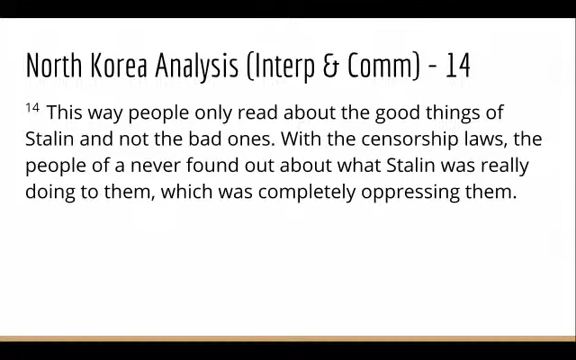 North Korea Analysis (Interp & Comm) - 14
14 This way people only read about the good things of
Stalin and not the bad ones. With the censorship laws, the
people of a never found out about what Stalin was really
doing to them, which was completely oppressing them.